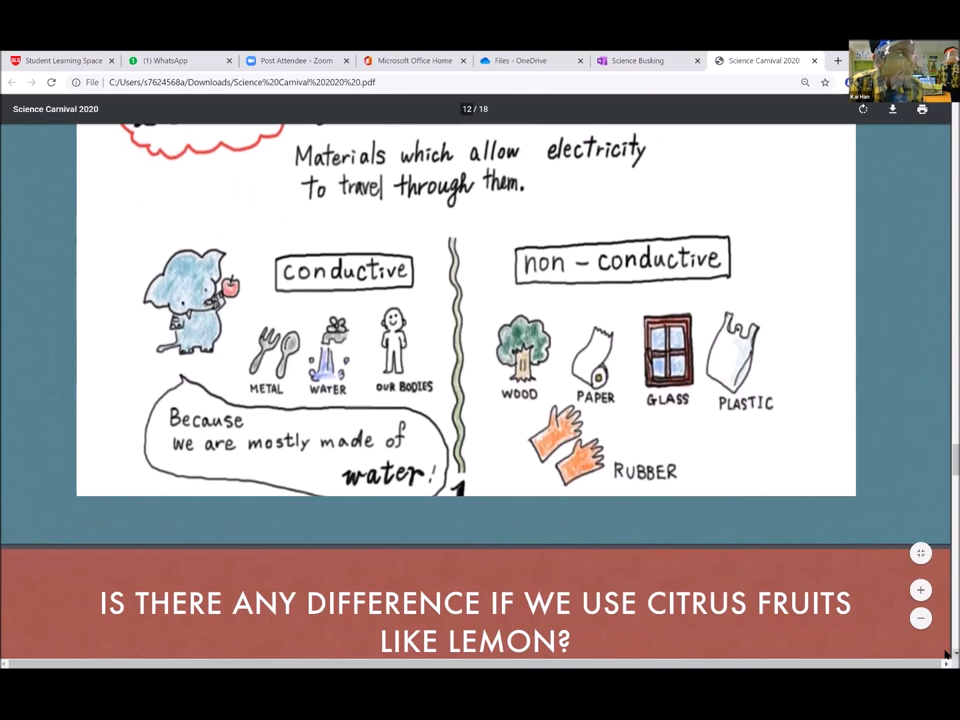 Student Learning Space
(1) WhatsApp
Post Attendee - Zoom
Microsoft Office Home
Files - OneDrive
Science Busking
Science Carnival 2020
File
C:/Users/s7624568a/Downloads/Science%20Carnival%202020%20.pdf
Kai Han
Science Carnival 2020
12 / 18
Materials which allow electricity
To travel through them.
conductive
non - conductive
METAL
WATER
OUR BODIES
WOOD
PAPER
GLASS
PLASTIC
Because
we are mostly made of
water!
RUBBER
IS THERE ANY DIFFERENCE IF WE USE CITRUS FRUITS
LIKE LEMON?